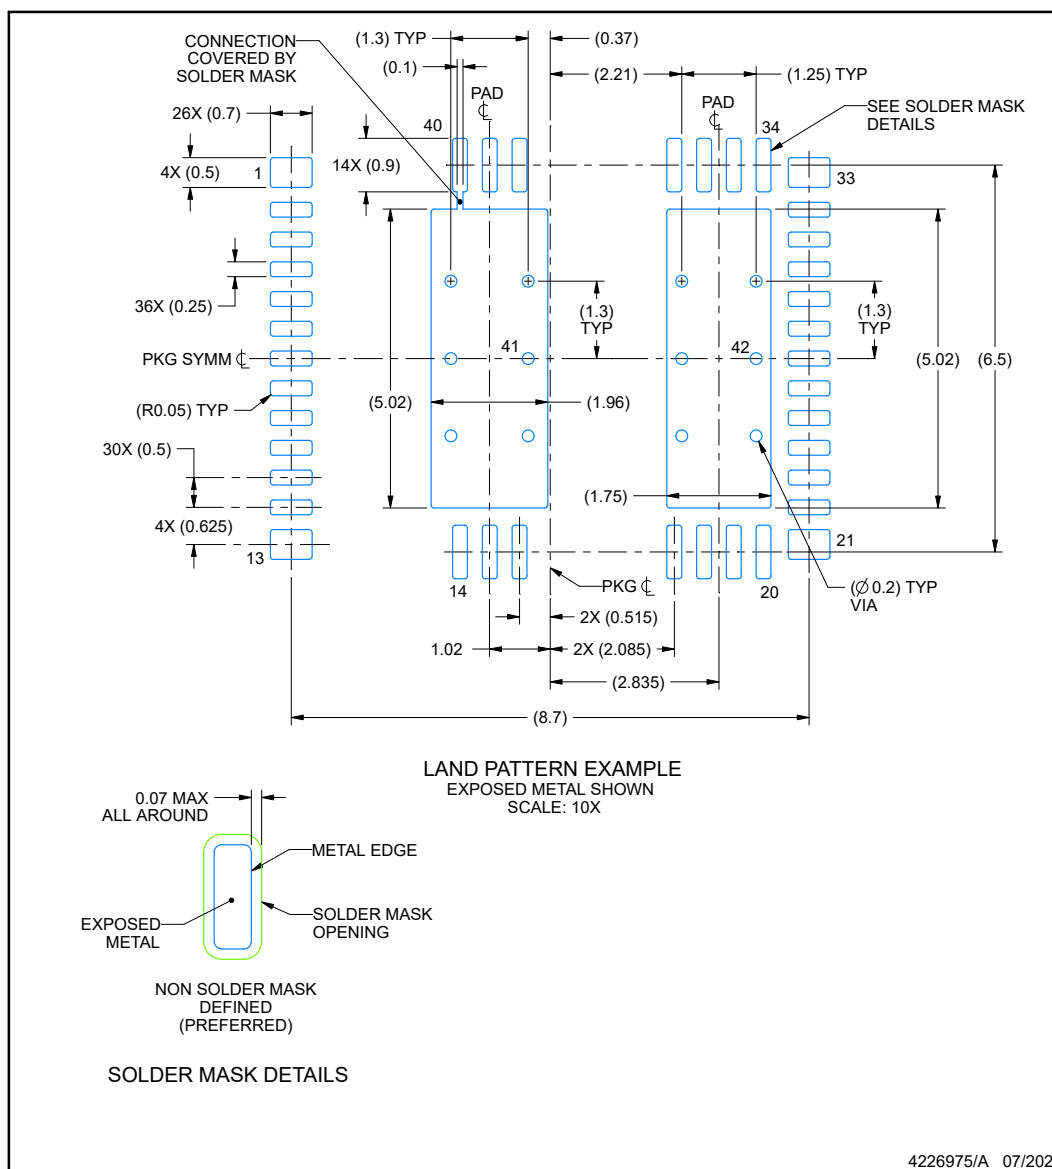 CONNECTION
COVERED BY
SOLDER MASK
(1.3) TYP
(0.37)
(0.1)
(2.21)
(1.25) TYP
PAD
PAD
26X (0.7)
40
34
SEE SOLDER MASK
DETAILS
4X (0.5)
1
14X (0.9)
33
36X (0.25)
(1.3)
TYP
(1.3)
TYP
PKG SYMM
41
42
(5.02)
(6.5)
(R0.05) TYP
(5.02)
(1.96)
30X (0.5)
(1.75)
4X (0.625)
13
21
14
PKG
20
(Ø 0.2) TYP
VIA
2X (0.515)
1.02
2X (2.085)
(2.835)
(8.7)
LAND PATTERN EXAMPLE
EXPOSED METAL SHOWN
SCALE: 10X
0.07 MAX
ALL AROUND
METAL EDGE
EXPOSED
METAL
SOLDER MASK
OPENING
NON SOLDER MASK
DEFINED
(PREFERRED)
SOLDER MASK DETAILS
4226975/A 07/202